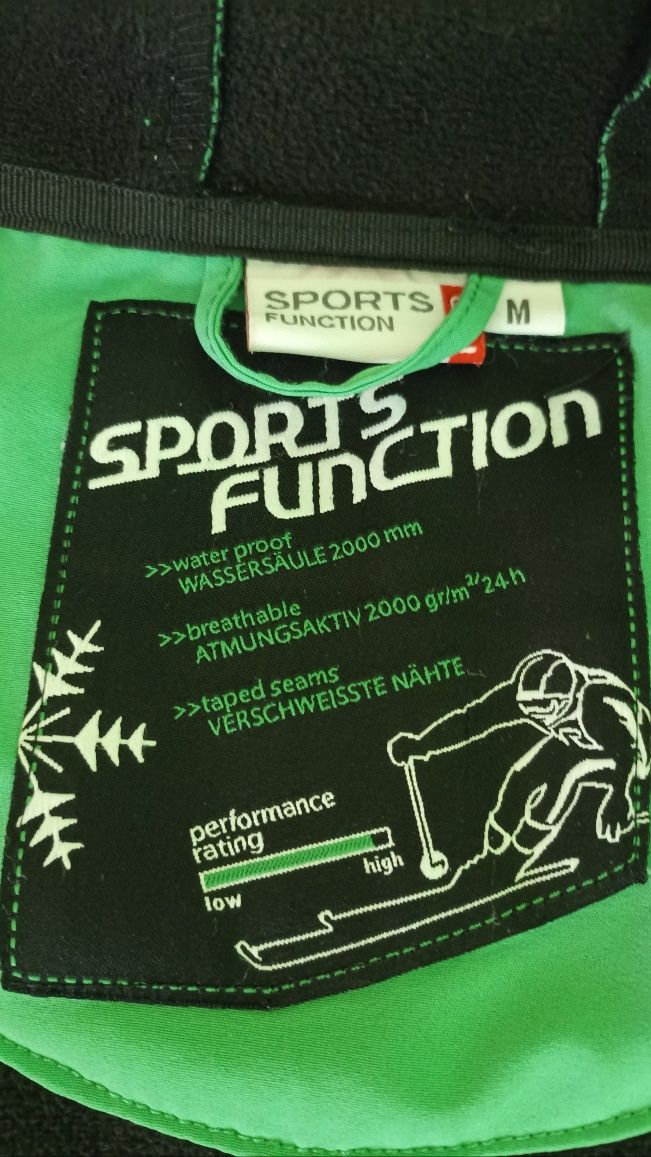 SPORTS
FUNCTION
M
SPORTS
FUNCTION
>>water proof
WASSERSÄULE 2000 mm
>>breathable
ATMUNGSAKTIV 2000 gr/m²/24h
>>taped seams
VERSCHWEISSTE NÄHTE
performance
rating
high
low